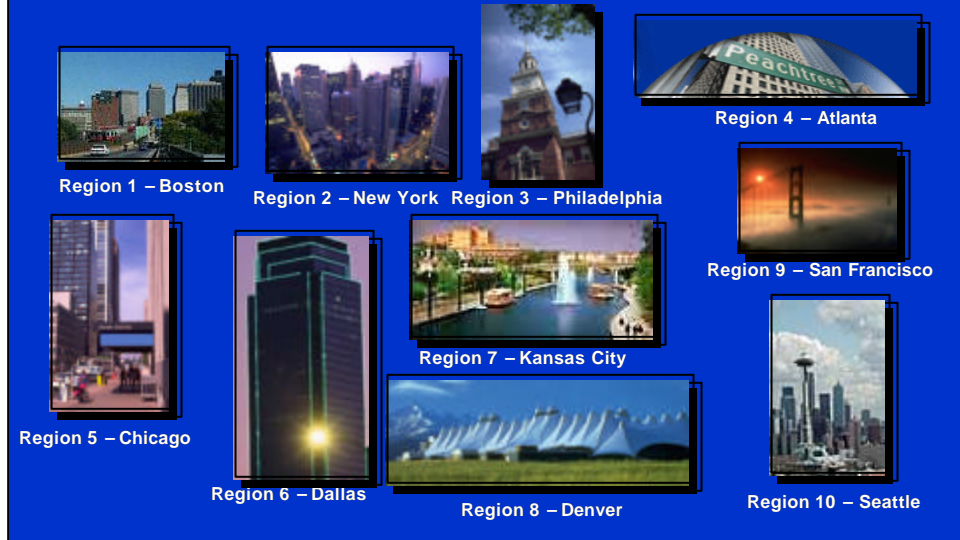 Peachtree
Region 4 – Atlanta
Region 1 – Boston
Region 2 – New York
Region 3 – Philadelphia
Region 9 – San Francisco
Region 7 – Kansas City
Region 5 – Chicago
Region 6 – Dallas
Region 8 – Denver
Region 10 – Seattle